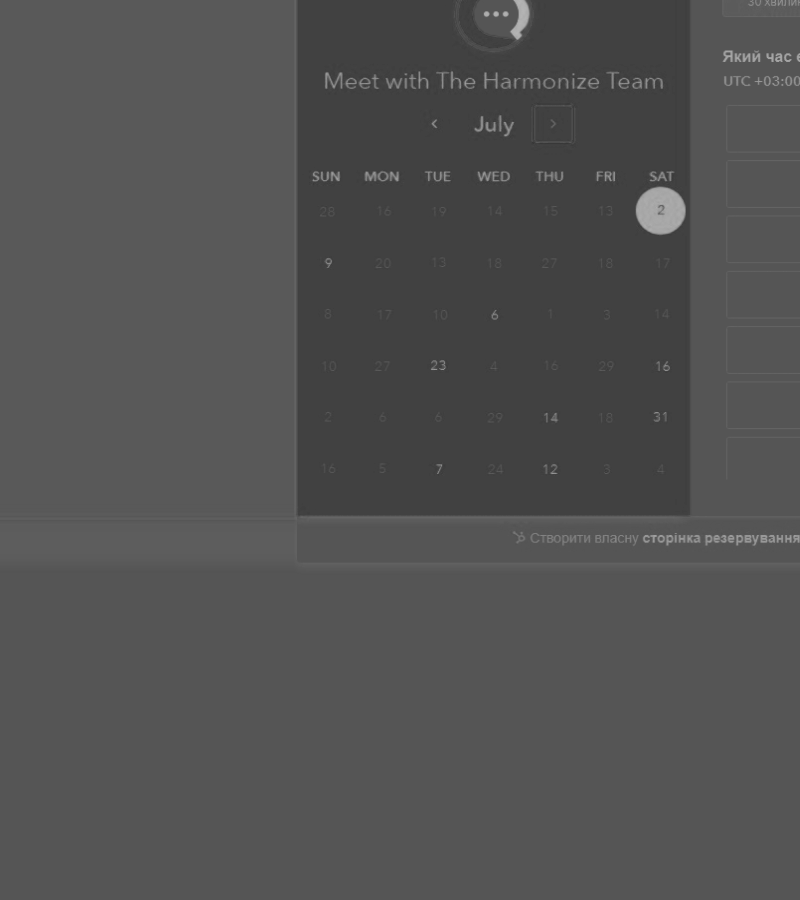 30 хвилин
Meet with The Harmonize Team
Який час
UTC +03:00
July
SUN MON TUE WED THU FRI SAT
28 16 19 14 15 13 2
9 20 13 18 27 18 17
8 17 10 6 1 3 14
10 27 23 4 16 29 16
2 6 6 29 14 18 31
16 5 7 24 12 3 4
Створити власну сторінка резервування